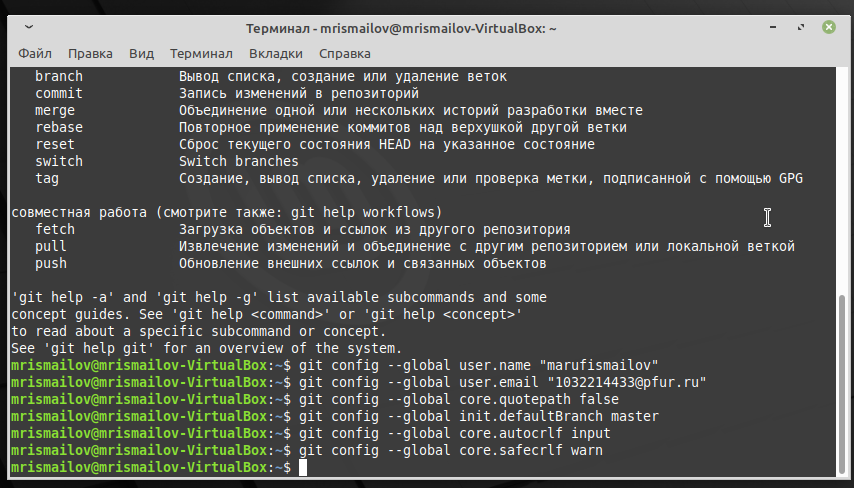 Терминал - mrismailov@mrismailov-VirtualBox: ~
Файл Правка Вид Терминал Вкладки Справка
branch Вывод списка, создание или удаление веток
commit Запись изменений в репозиторий
merge Объединение одной или нескольких историй разработки вместе
rebase Повторное применение коммитов над верхушкой другой ветки
reset Сброс текущего состояния HEAD на указанное состояние
switch Switch branches
tag Создание, вывод списка, удаление или проверка метки, подписанной с помощью GPG
совместная работа (смотрите также: git help workflows)
fetch Загрузка объектов и ссылок из другого репозитория
pull Извлечение изменений и объединение с другим репозиторием или локальной веткой
push Обновление внешних ссылок и связанных объектов
'git help -a' and 'git help -g' list available subcommands and some
concept guides. See 'git help <command>' or 'git help <concept>'
to read about a specific subcommand or concept.
See 'git help git' for an overview of the system.
mrismailov@mrismailov-VirtualBox:~$ git config --global user.name "marufismailov"
mrismailov@mrismailov-VirtualBox:~$ git config --global user.email "1032214433@pfur.ru"
mrismailov@mrismailov-VirtualBox:~$ git config --global core.quotepath false
mrismailov@mrismailov-VirtualBox:~$ git config --global init.defaultBranch master
mrismailov@mrismailov-VirtualBox:~$ git config --global core.autocrlf input
mrismailov@mrismailov-VirtualBox:~$ git config --global core.safecrlf warn
mrismailov@mrismailov-VirtualBox:~$